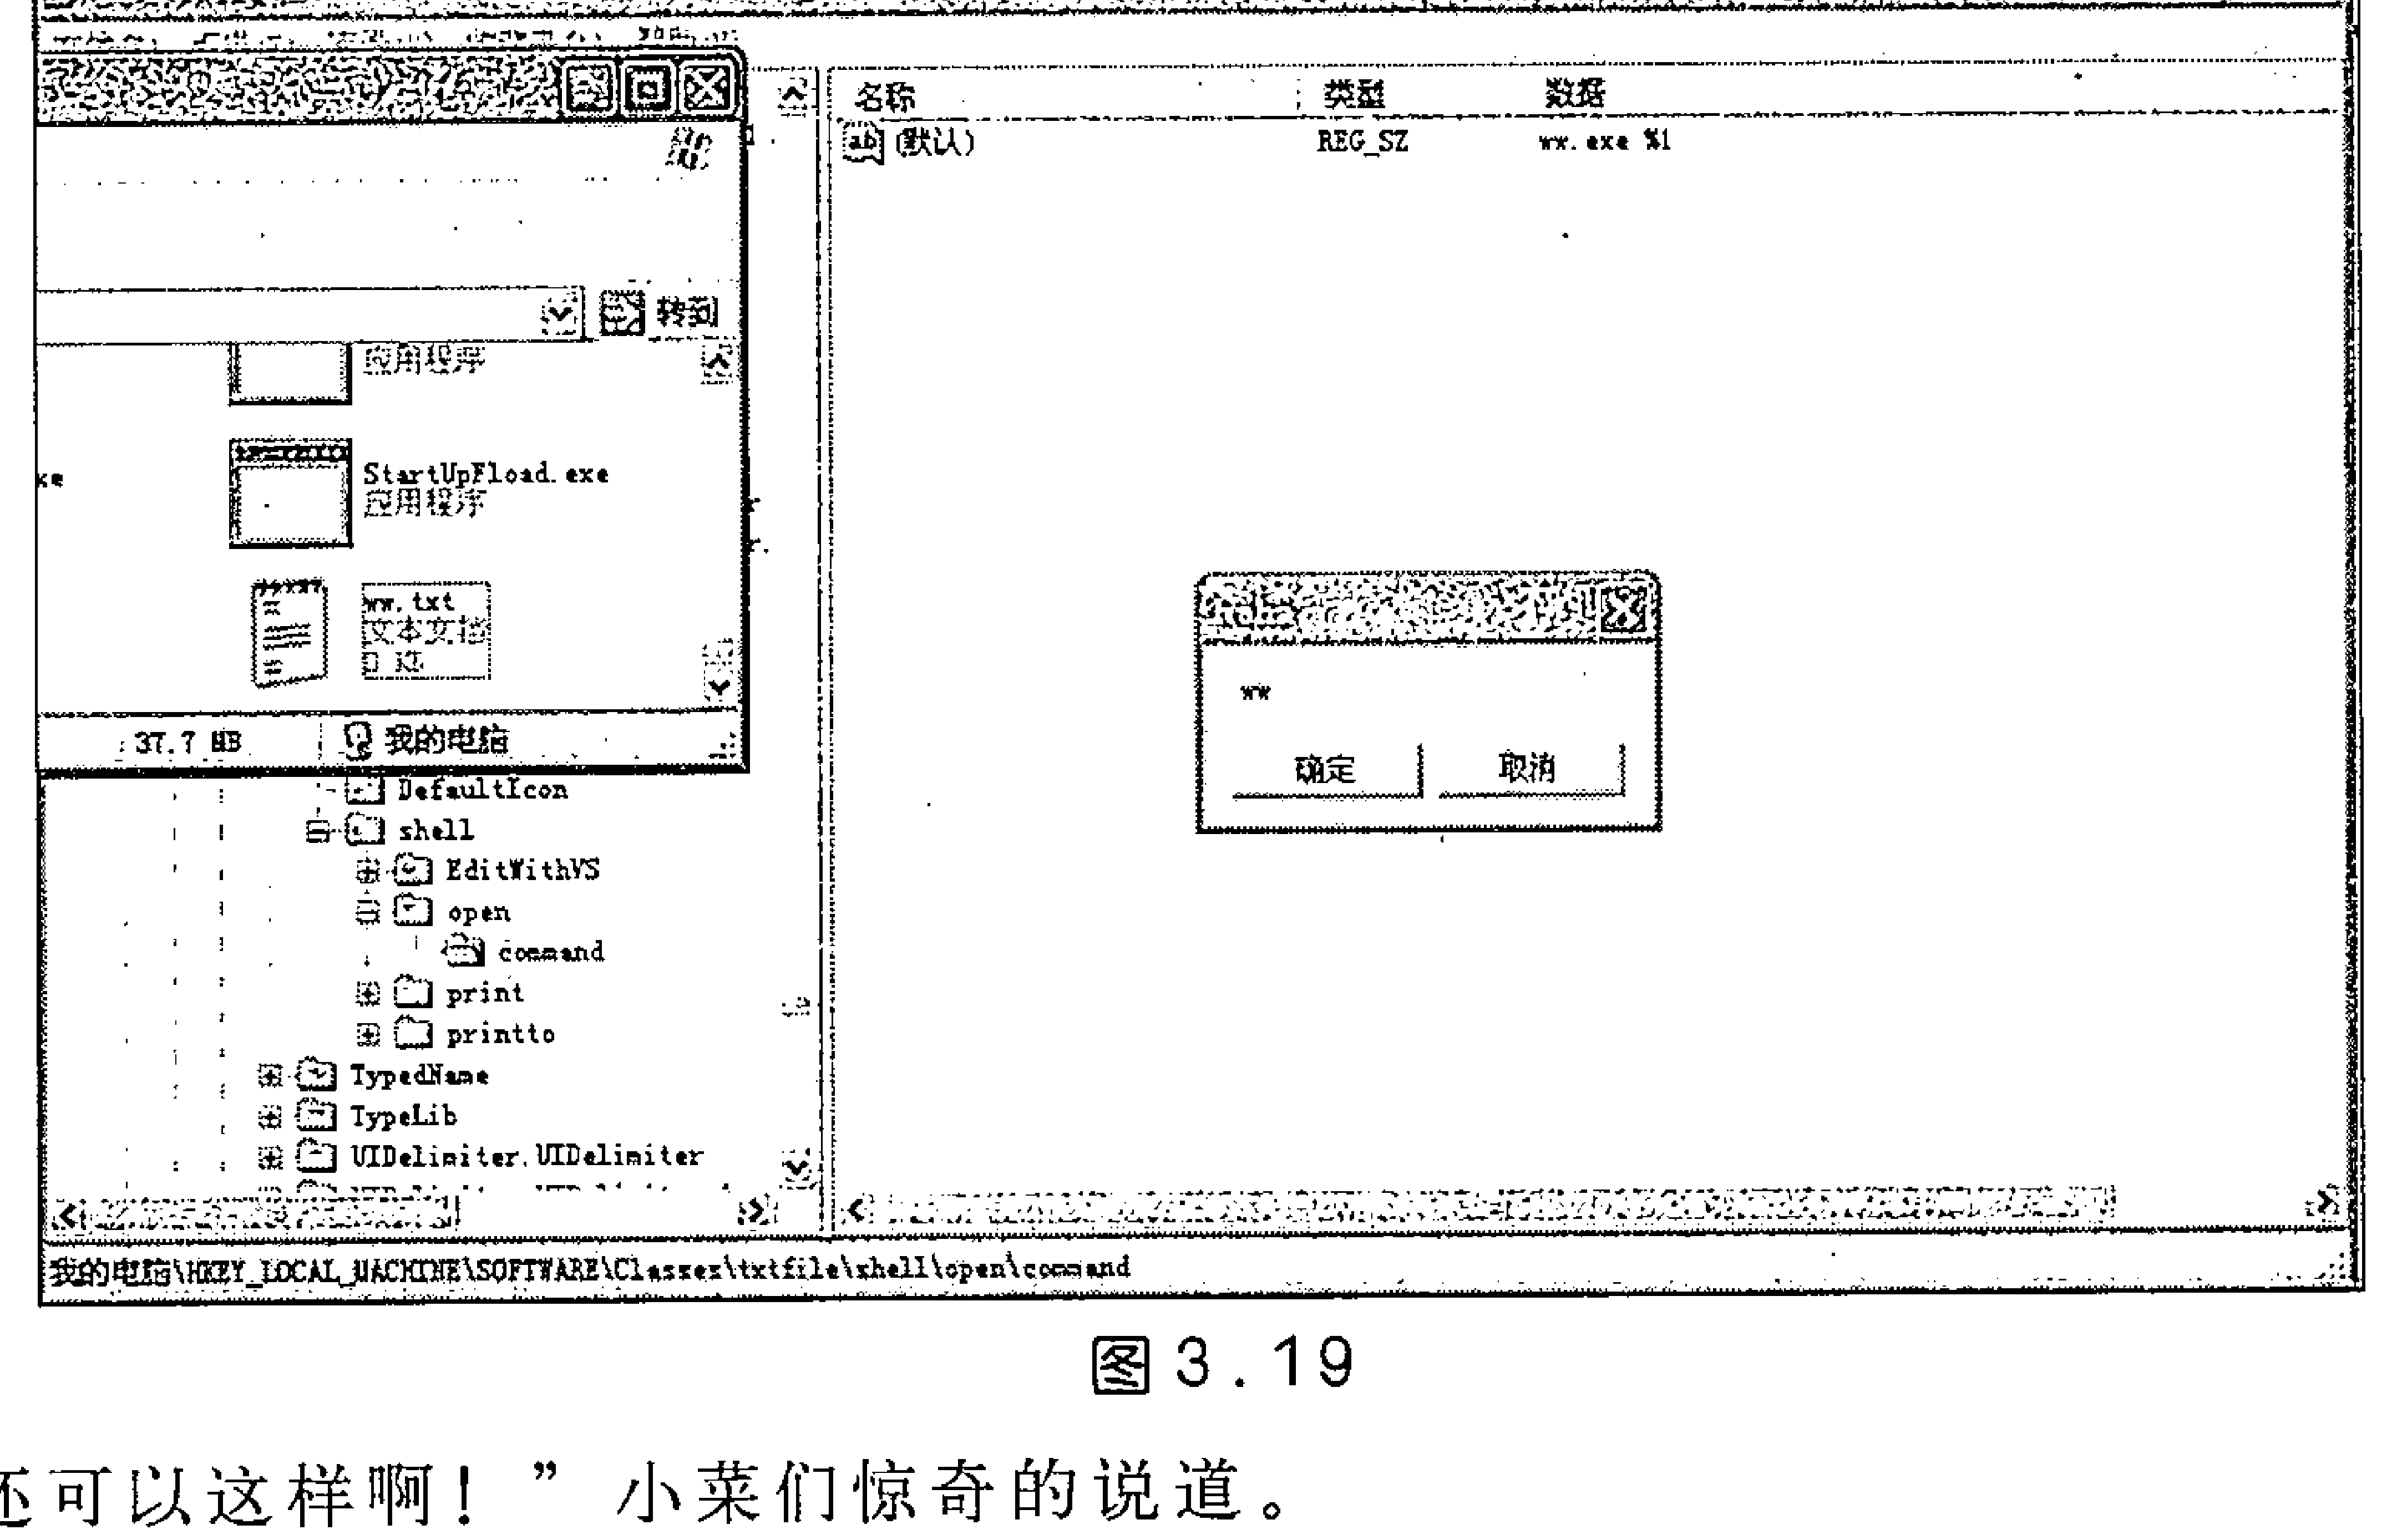 名称 类型 数据
(默认) REG_SZ ww.exe %1
转到
应用程序
StartUpFload.exe
应用程序
ww.txt
文本文档
0 KB
37.7 MB 我的电脑
ww
确定 取消
DefaultIcon
shell
EditWithVS
open
command
print
printto
TypedName
TypeLib
UIDelimiter.UIDelimiter
我的电脑\HKEY_LOCAL_MACHINE\SOFTWARE\Classes\txtfile\shell\open\command
图3.19
还可以这样啊！”小菜们惊奇的说道。